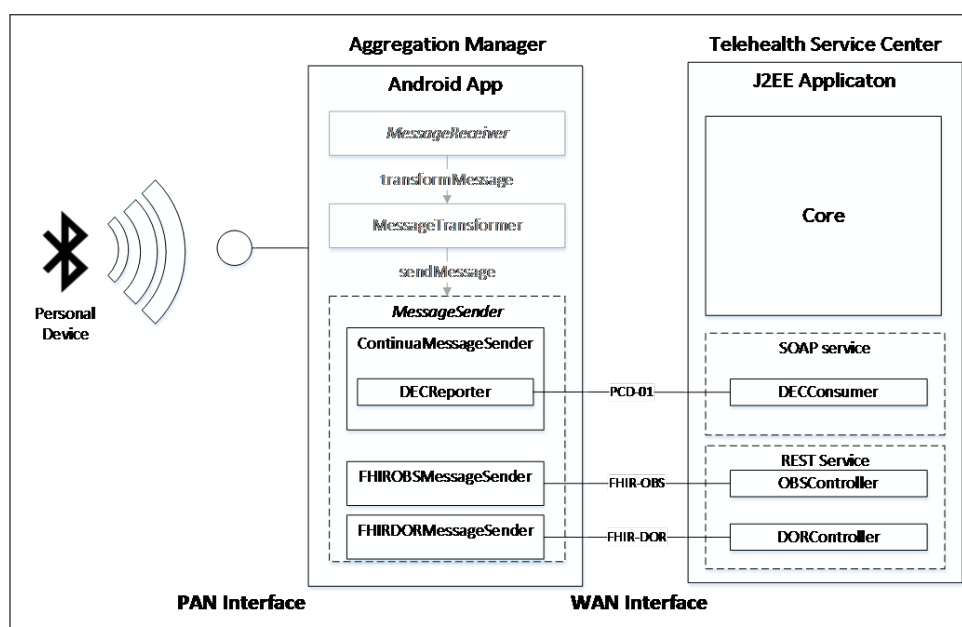 Aggregation Manager
Telehealth Service Center
Android App
J2EE Applicaton
MessageReceiver
transformMessage
MessageTransformer
sendMessage
Core
Personal
Device
MessageSender
ContinuaMessageSender
DECReporter
PCD-01
SOAP service
DECConsumer
REST Service
FHIROBSMessageSender
FHIR-OBS
OBSController
FHIRDORMessageSender
FHIR-DOR
DORController
PAN Interface
WAN Interface